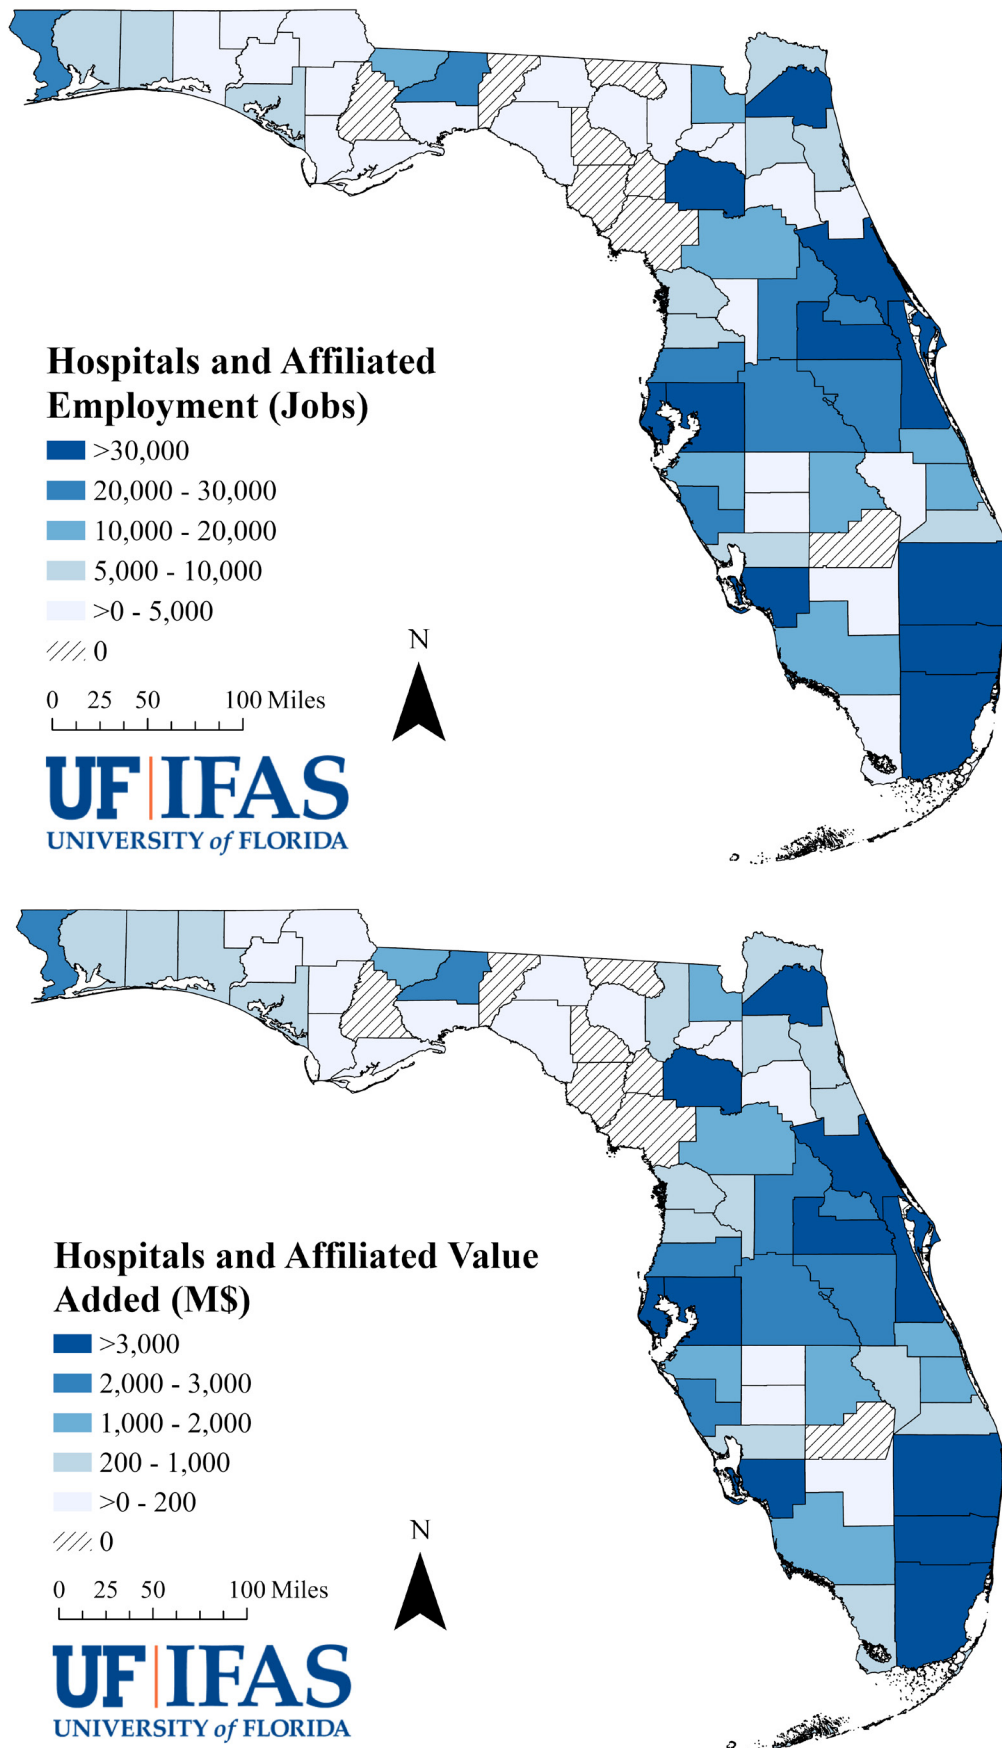 Hospitals and Affiliated
Employment (Jobs)
>30,000
20,000 - 30,000
10,000 - 20,000
5,000 - 10,000
>0 - 5,000
0
N
0 25 50 100 Miles
UF|IFAS
UNIVERSITY of FLORIDA
Hospitals and Affiliated Value
Added (M$)
>3,000
2,000 - 3,000
1,000 - 2,000
200 - 1,000
>0 - 200
0
N
0 25 50 100 Miles
UF|IFAS
UNIVERSITY of FLORIDA